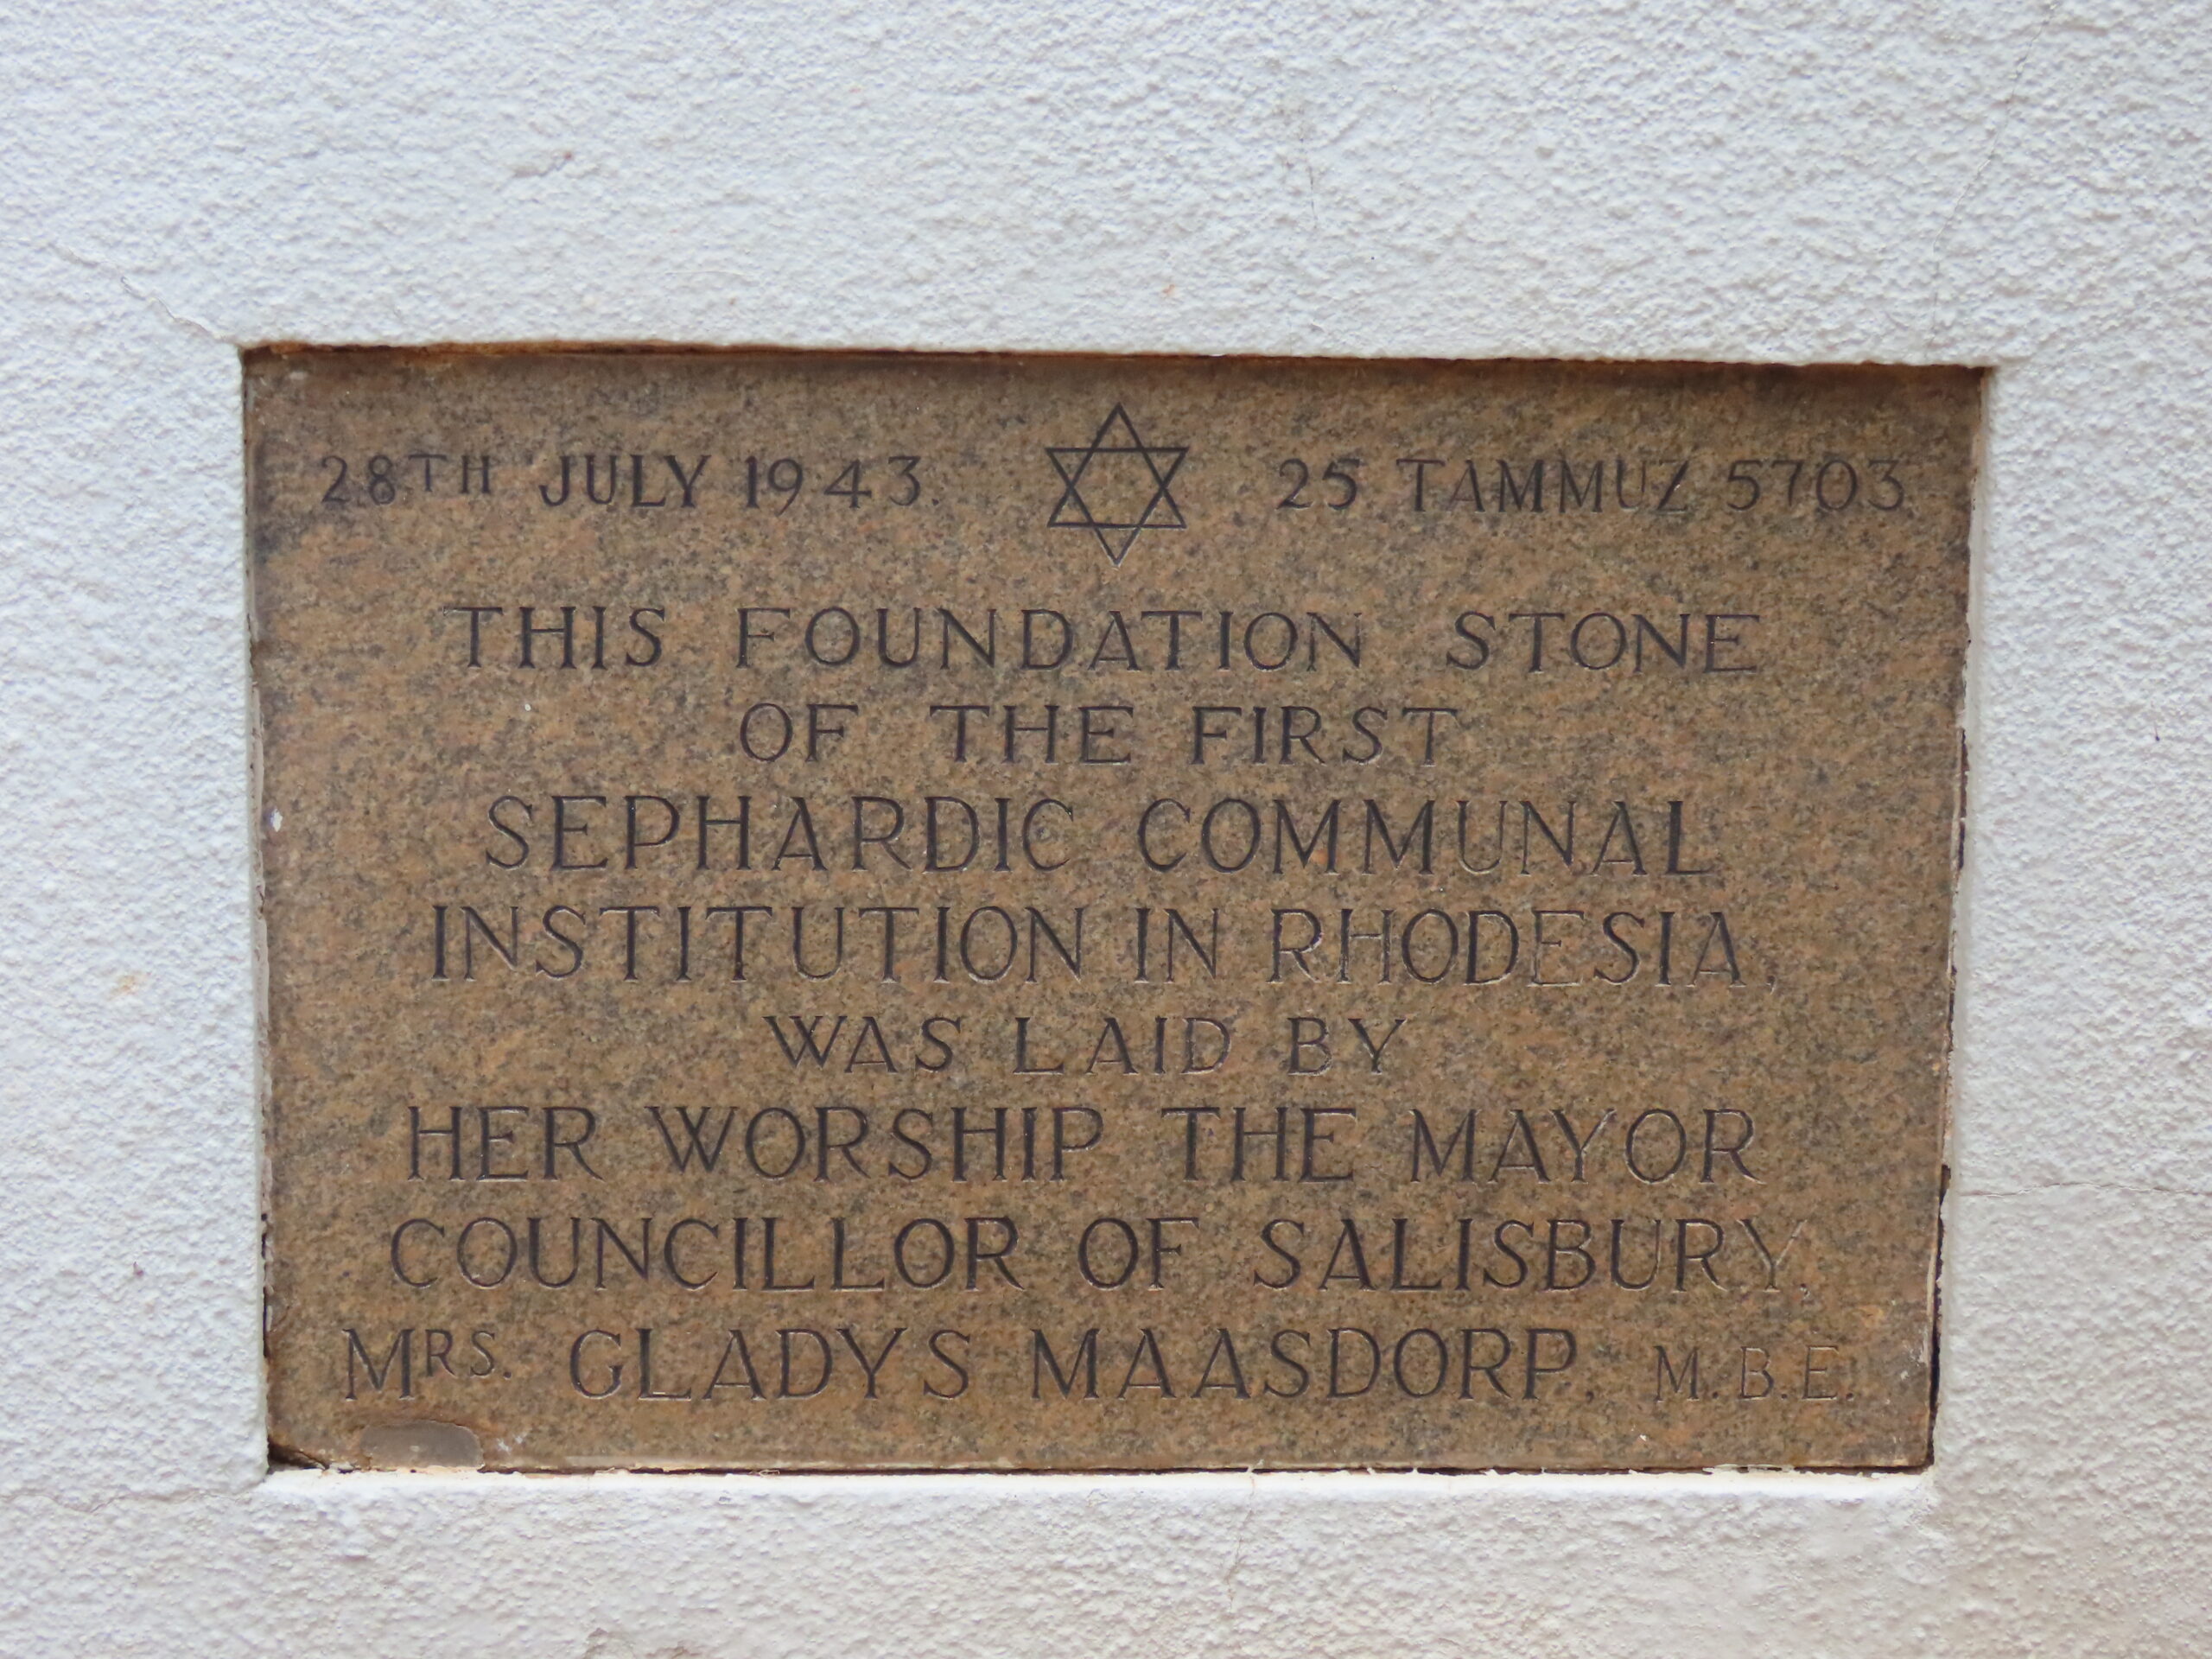 28TH JULY 1943. 25 TAMMUZ 5703
THIS FOUNDATION STONE
OF THE FIRST
SEPHARDIC COMMUNAL
INSTITUTION IN RHODESIA,
WAS LAID BY
HER WORSHIP THE MAYOR
COUNCILLOR OF SALISBURY,
MRS. GLADYS MAASDORP. M.B.E.